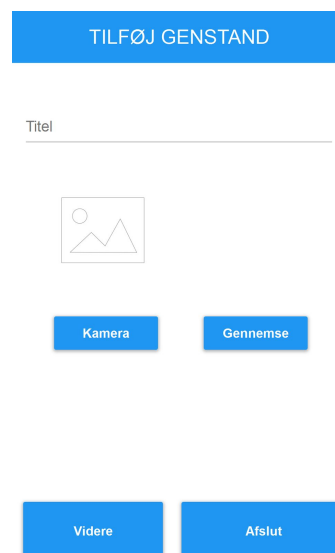 TILFØJ GENSTAND
Titel
Kamera
Gennemse
Videre
Afslut